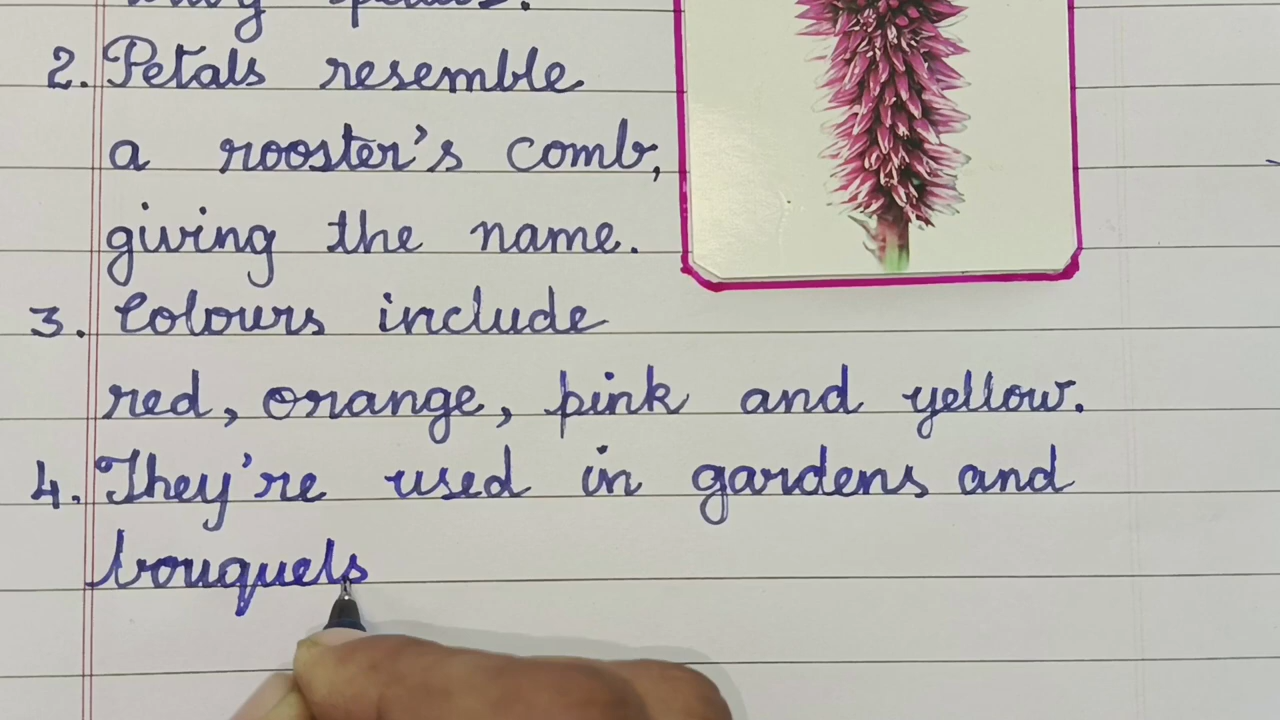 2. Petals resemble
a rooster's comb,
giving the name.
3. Colours include
red, orange, pink and yellow.
4. They're used in gardens and
bouquels